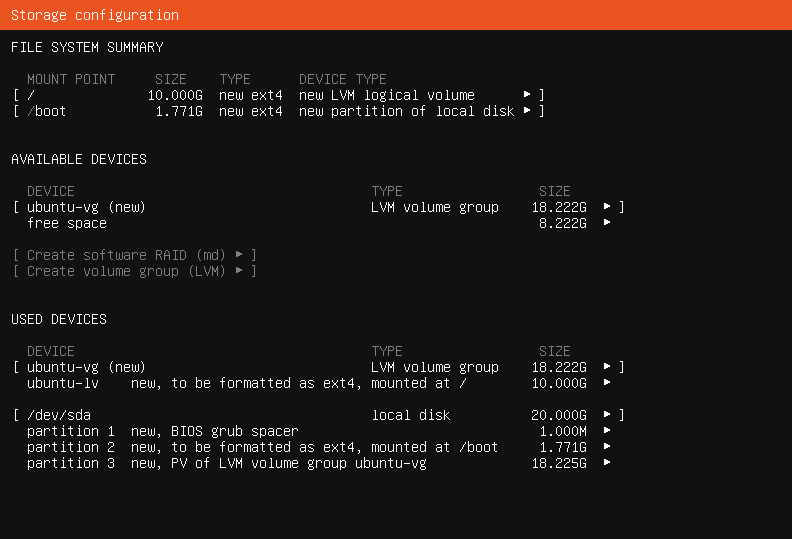 Storage configuration
FILE SYSTEM SUMMARY
MOUNT POINT SIZE TYPE DEVICE TYPE
[ / 10.000G new ext4 new LVM logical volume ▸ ]
[ /boot 1.771G new ext4 new partition of local disk ▸ ]
AVAILABLE DEVICES
DEVICE TYPE SIZE
[ ubuntu-vg (new) LVM volume group 18.222G ▸ ]
free space 8.222G ▸
[ Create software RAID (md) ▸ ]
[ Create volume group (LVM) ▸ ]
USED DEVICES
DEVICE TYPE SIZE
[ ubuntu-vg (new) LVM volume group 18.222G ▸ ]
ubuntu-lv new, to be formatted as ext4, mounted at / 10.000G ▸
[ /dev/sda local disk 20.000G ▸ ]
partition 1 new, BIOS grub spacer 1.000M ▸
partition 2 new, to be formatted as ext4, mounted at /boot 1.771G ▸
partition 3 new, PV of LVM volume group ubuntu-vg 18.225G ▸